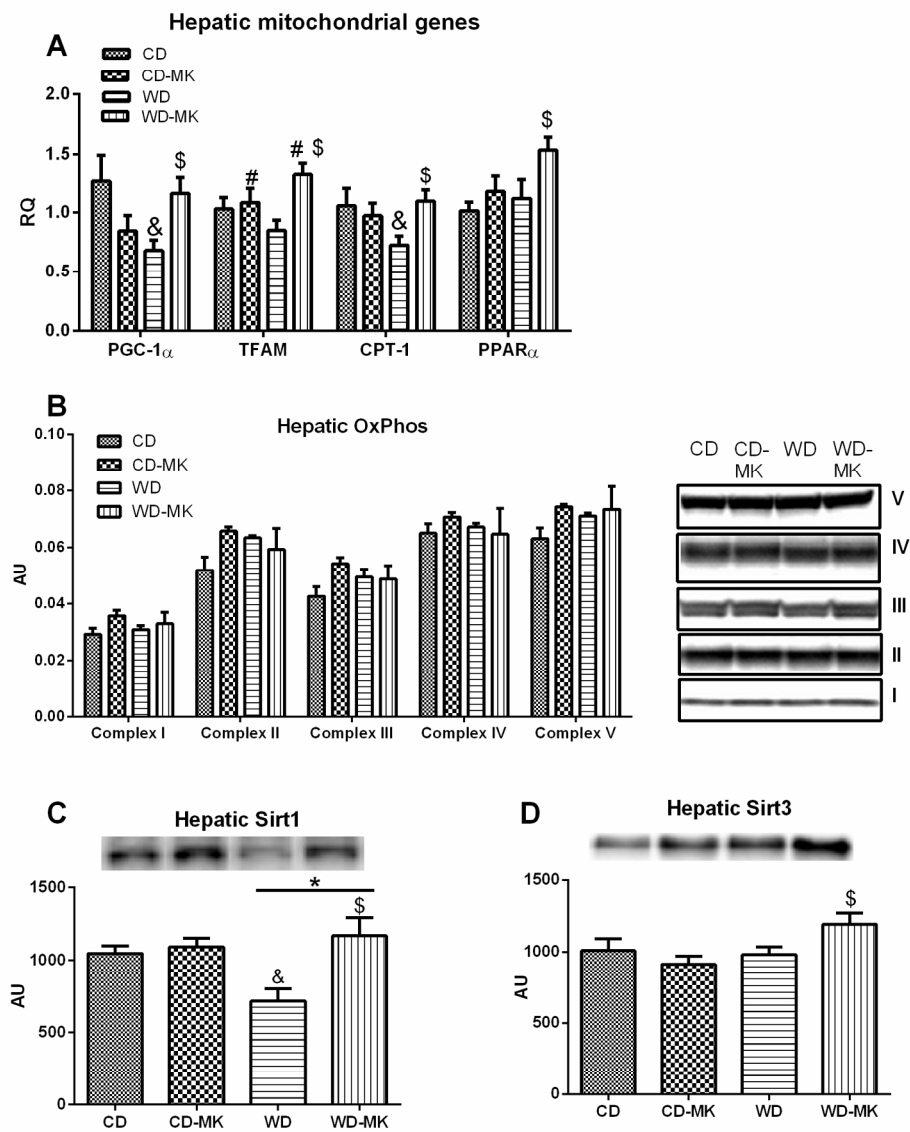 Hepatic mitochondrial genes
A
CD
CD-MK
WD
WD-MK
2.0
1.5
1.0
0.5
0.0
RQ
& $ # # $ & $ $
PGC-1α TFAM CPT-1 PPARα
B
Hepatic OxPhos
CD
CD-MK
WD
WD-MK
0.10
0.08
0.06
0.04
0.02
0.00
AU
Complex I Complex II Complex III Complex IV Complex V
CD CD-MK WD WD-MK
V
IV
III
II
I
C
Hepatic Sirt1
*
& $
1500
1000
500
0
AU
CD CD-MK WD WD-MK
D
Hepatic Sirt3
$
1500
1000
500
0
AU
CD CD-MK WD WD-MK